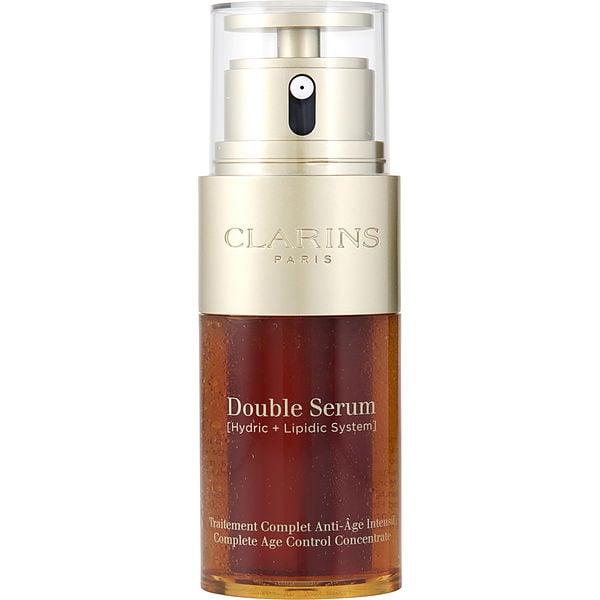 CLARINS
PARIS
Double Serum
[Hydric + Lipidic System]
Traitement Complet Anti-Âge Intensif
Complete Age Control Concentrate